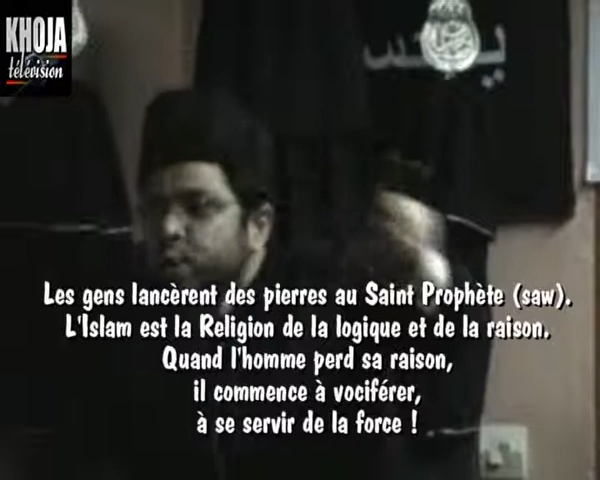 KHOJA
télévision
Les gens lancèrent des pierres au Saint Prophète (saw).
L'Islam est la Religion de la logique et de la raison.
Quand l'homme perd sa raison,
il commence à vociférer,
à se servir de la force !